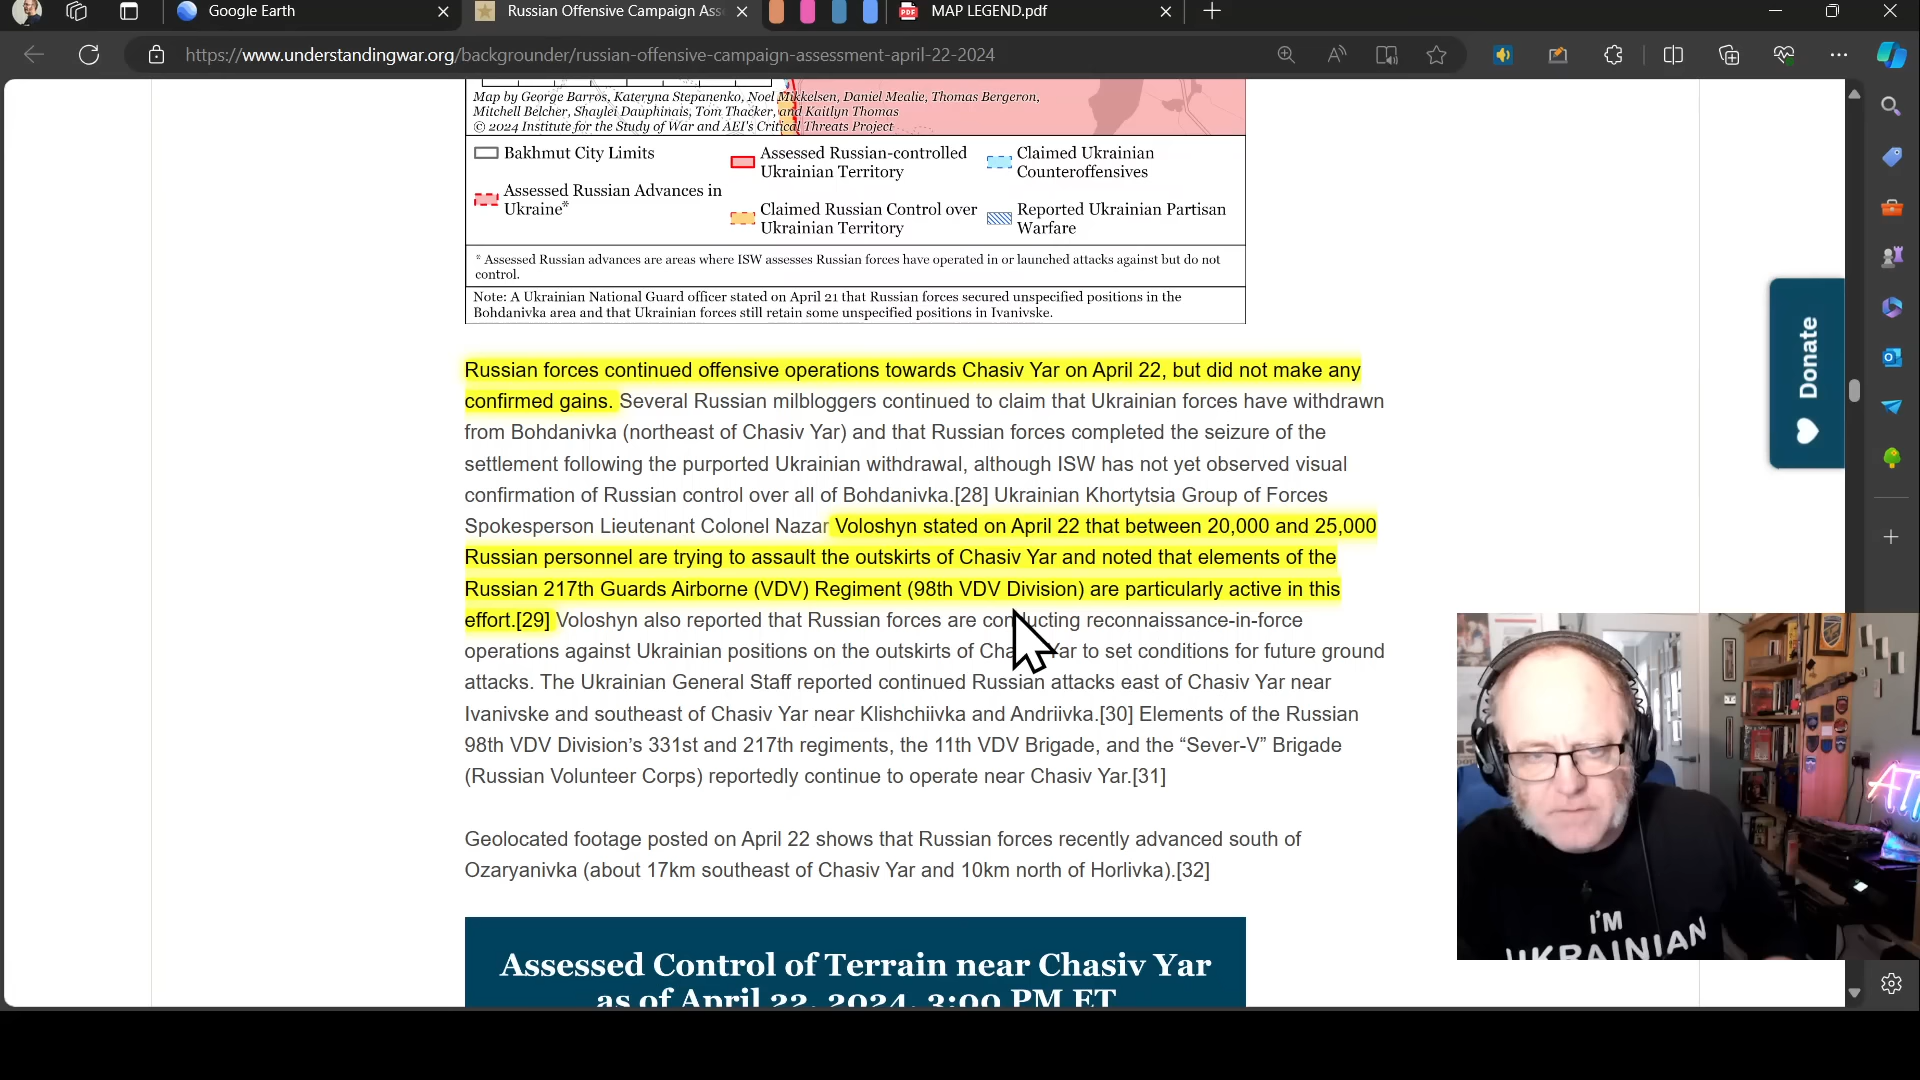 Google Earth
Russian Offensive Campaign Ass
MAP LEGEND.pdf
https://www.understandingwar.org/backgrounder/russian-offensive-campaign-assessment-april-22-2024
Map by George Barros, Kateryna Stepanenko, Noel Mikkelsen, Daniel Mealie, Thomas Bergeron,
Mitchell Belcher, Shaylei Dauphinais, Tom Thacker, and Kaitlyn Thomas
© 2024 Institute for the Study of War and AEI's Critical Threats Project
Bakhmut City Limits
Assessed Russian Advances in
Ukraine*
Assessed Russian-controlled
Ukrainian Territory
Claimed Russian Control over
Ukrainian Territory
Claimed Ukrainian
Counteroffensives
Reported Ukrainian Partisan
Warfare
* Assessed Russian advances are areas where ISW assesses Russian forces have operated in or launched attacks against but do not
control.
Note: A Ukrainian National Guard officer stated on April 21 that Russian forces secured unspecified positions in the
Bohdanivka area and that Ukrainian forces still retain some unspecified positions in Ivanivske.
Russian forces continued offensive operations towards Chasiv Yar on April 22, but did not make any
confirmed gains. Several Russian milbloggers continued to claim that Ukrainian forces have withdrawn
from Bohdanivka (northeast of Chasiv Yar) and that Russian forces completed the seizure of the
settlement following the purported Ukrainian withdrawal, although ISW has not yet observed visual
confirmation of Russian control over all of Bohdanivka.[28] Ukrainian Khortytsia Group of Forces
Spokesperson Lieutenant Colonel Nazar Voloshyn stated on April 22 that between 20,000 and 25,000
Russian personnel are trying to assault the outskirts of Chasiv Yar and noted that elements of the
Russian 217th Guards Airborne (VDV) Regiment (98th VDV Division) are particularly active in this
effort.[29] Voloshyn also reported that Russian forces are conducting reconnaissance-in-force
operations against Ukrainian positions on the outskirts of Chasiv Yar to set conditions for future ground
attacks. The Ukrainian General Staff reported continued Russian attacks east of Chasiv Yar near
Ivanivske and southeast of Chasiv Yar near Klishchiivka and Andriivka.[30] Elements of the Russian
98th VDV Division’s 331st and 217th regiments, the 11th VDV Brigade, and the “Sever-V” Brigade
(Russian Volunteer Corps) reportedly continue to operate near Chasiv Yar.[31]
Geolocated footage posted on April 22 shows that Russian forces recently advanced south of
Ozaryanivka (about 17km southeast of Chasiv Yar and 10km north of Horlivka).[32]
Assessed Control of Terrain near Chasiv Yar
as of April 22, 2024, 3:00 PM ET
Donate
I'M
UKRAINIAN